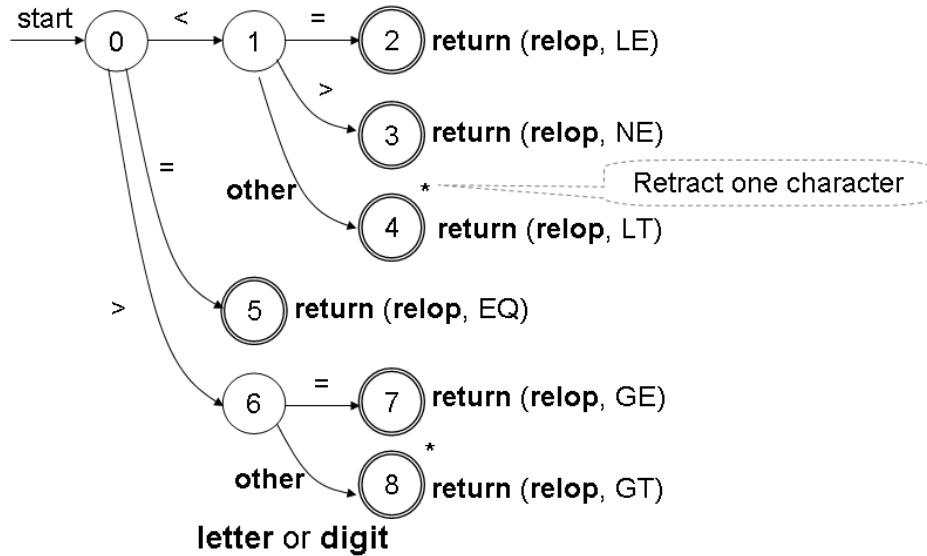 start 0 < 1 = 2 return (relop, LE)
> 3 return (relop, NE)
other * Retract one character
4 return (relop, LT)
=
> 5 return (relop, EQ)
6 = 7 return (relop, GE)
other * 8 return (relop, GT)
letter or digit